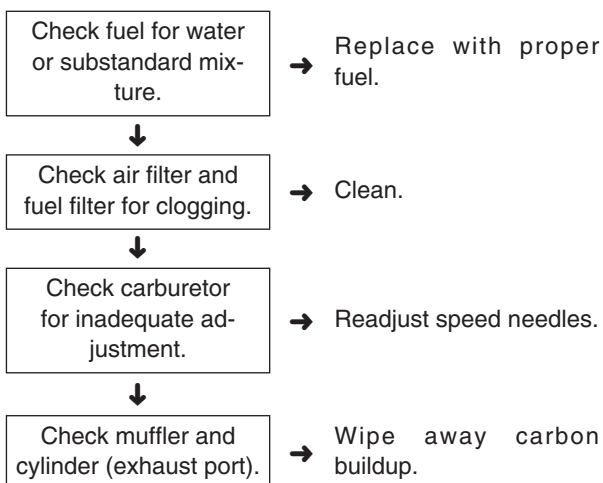 Check fuel for water
or substandard mix-
ture.
Replace with proper
fuel.
Check air filter and
fuel filter for clogging.
Clean.
Check carburetor
for inadequate ad-
justment.
Readjust speed needles.
Check muffler and
cylinder (exhaust port).
Wipe away carbon
buildup.